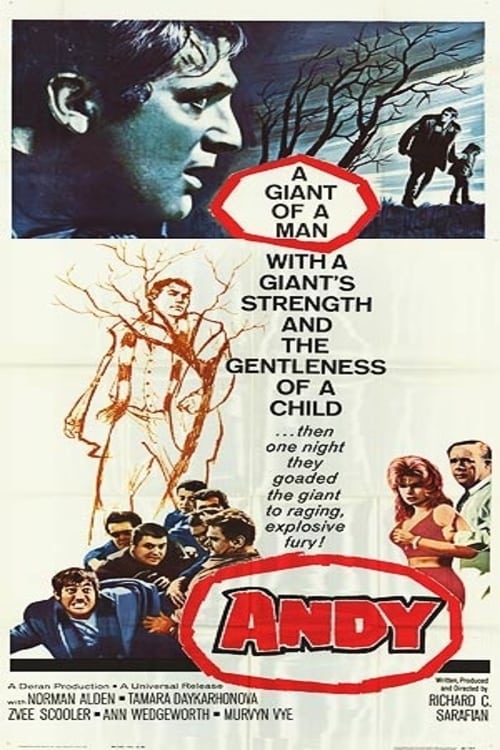 A
GIANT
OF A
MAN
WITH A
GIANT'S
STRENGTH
AND
THE
GENTLENESS
OF A
CHILD
...then
one night
they
goaded
the giant
to raging,
explosive
fury!
ANDY
A Deran Production • A Universal Release
with NORMAN ALDEN • TAMARA DAYKARHONOVA
ZVEE SCOOLER • ANN WEDGEWORTH • MURVYN VYE
Written, Produced
and Directed by
RICHARD C.
SARAFIAN